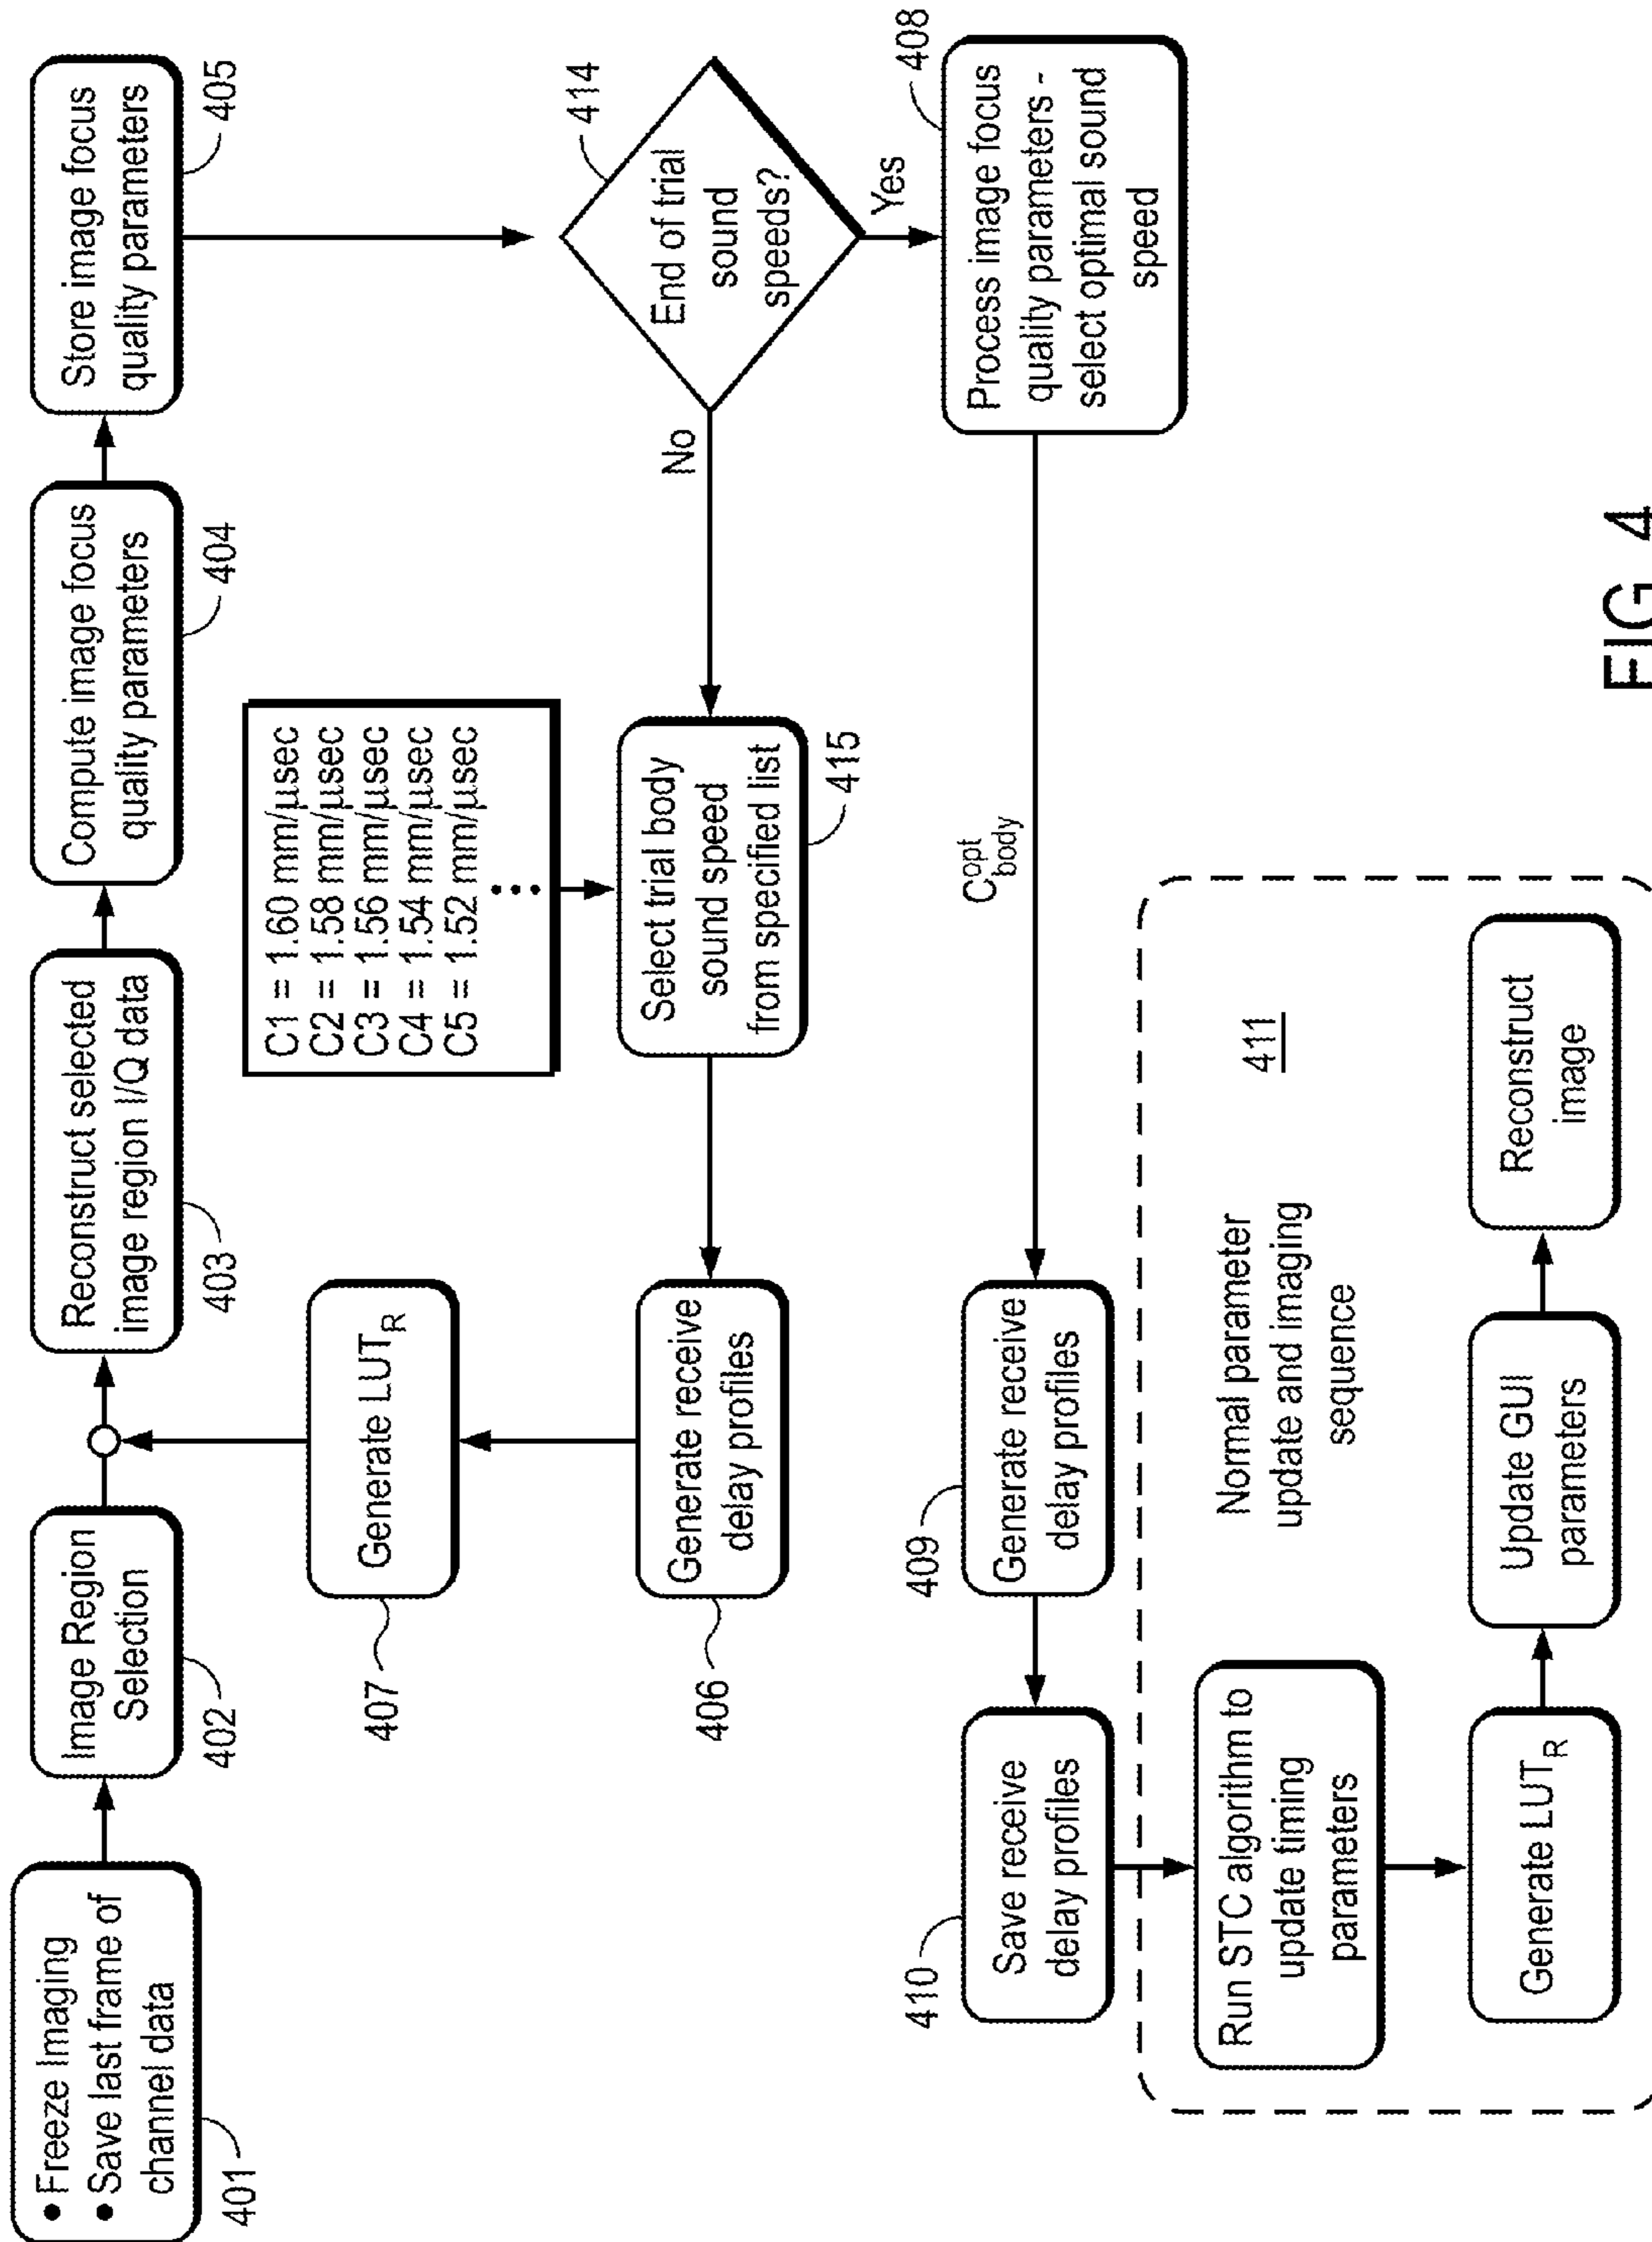 • Freeze Imaging
• Save last frame of
channel data
401
Image Region
Selection
402
Reconstruct selected
image region I/Q data
403
Compute image focus
quality parameters
404
Store image focus
quality parameters
405
End of trial
sound
speeds?
414
No
Yes
C1 = 1.60 mm/µsec
C2 = 1.58 mm/µsec
C3 = 1.56 mm/µsec
C4 = 1.54 mm/µsec
C5 = 1.52 mm/µsec
Select trial body
sound speed
from specified list
415
Generate receive
delay profiles
406
Generate LUT_R
407
Process image focus
quality parameters -
select optimal sound
speed
408
C^opt_body
Generate receive
delay profiles
409
Save receive
delay profiles
410
Normal parameter
update and imaging
sequence
411
Run STC algorithm to
update timing
parameters
Generate LUT_R
Update GUI
parameters
Reconstruct
image
FIG. 4